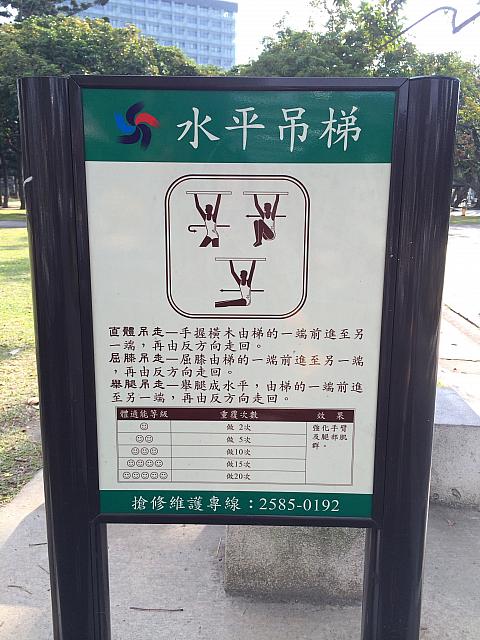 水平吊梯
直體吊走—手握橫木由梯的一端前進至另
一端，再由反方向走回。
屈膝吊走—屈膝由梯的一端前進至另一端
，再由反方向走回。
舉腿吊走—舉腿成水平，由梯的一端前進
至另一端，再由反方向走回。
體適能等級 重覆次數 效果
做 2次 強化手臂
及腿部肌
群。
做 5次
做10次
做15次
做20次
搶修維護專線：2585-0192